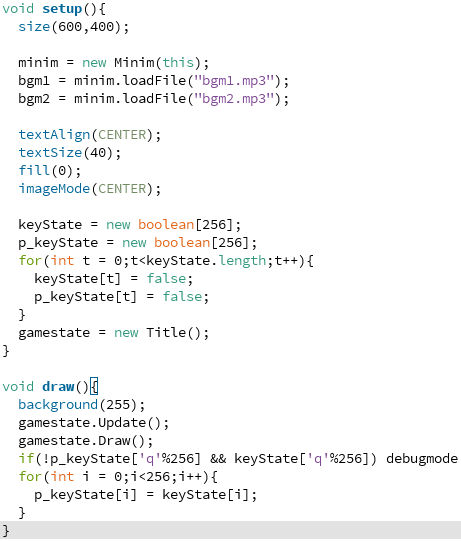 void setup(){
  size(600,400);

  minim = new Minim(this);
  bgm1 = minim.loadFile("bgm1.mp3");
  bgm2 = minim.loadFile("bgm2.mp3");

  textAlign(CENTER);
  textSize(40);
  fill(0);
  imageMode(CENTER);

  keyState = new boolean[256];
  p_keyState = new boolean[256];
  for(int t = 0;t<keyState.length;t++){
    keyState[t] = false;
    p_keyState[t] = false;
  }
  gamestate = new Title();
}

void draw(){
  background(255);
  gamestate.Update();
  gamestate.Draw();
  if(!p_keyState['q'%256] && keyState['q'%256]) debugmode
  for(int i = 0;i<256;i++){
    p_keyState[i] = keyState[i];
  }
}